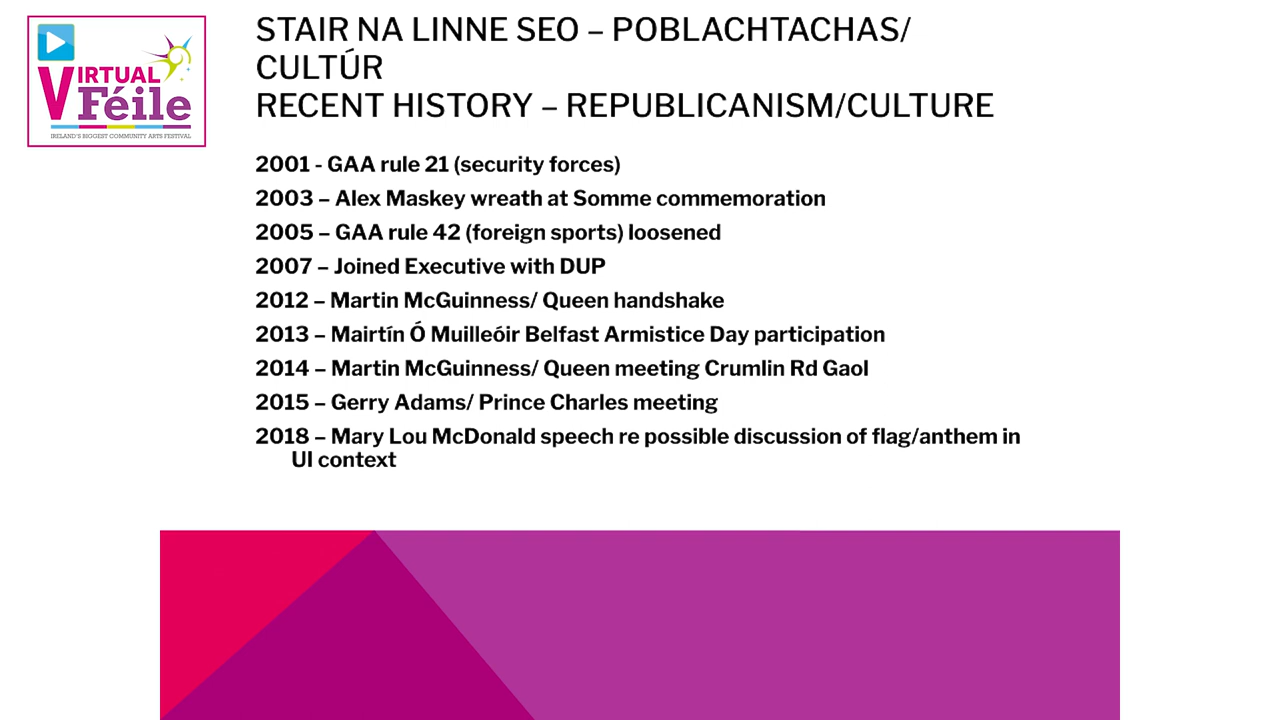 VIRTUAL
Féile
IRELAND'S BIGGEST COMMUNITY ARTS FESTIVAL
STAIR NA LINNE SEO – POBLACHTACHAS/
CULTÚR
RECENT HISTORY – REPUBLICANISM/CULTURE
2001 - GAA rule 21 (security forces)
2003 – Alex Maskey wreath at Somme commemoration
2005 – GAA rule 42 (foreign sports) loosened
2007 – Joined Executive with DUP
2012 – Martin McGuinness/ Queen handshake
2013 – Mairtín Ó Muilleóir Belfast Armistice Day participation
2014 – Martin McGuinness/ Queen meeting Crumlin Rd Gaol
2015 – Gerry Adams/ Prince Charles meeting
2018 – Mary Lou McDonald speech re possible discussion of flag/anthem in
UI context